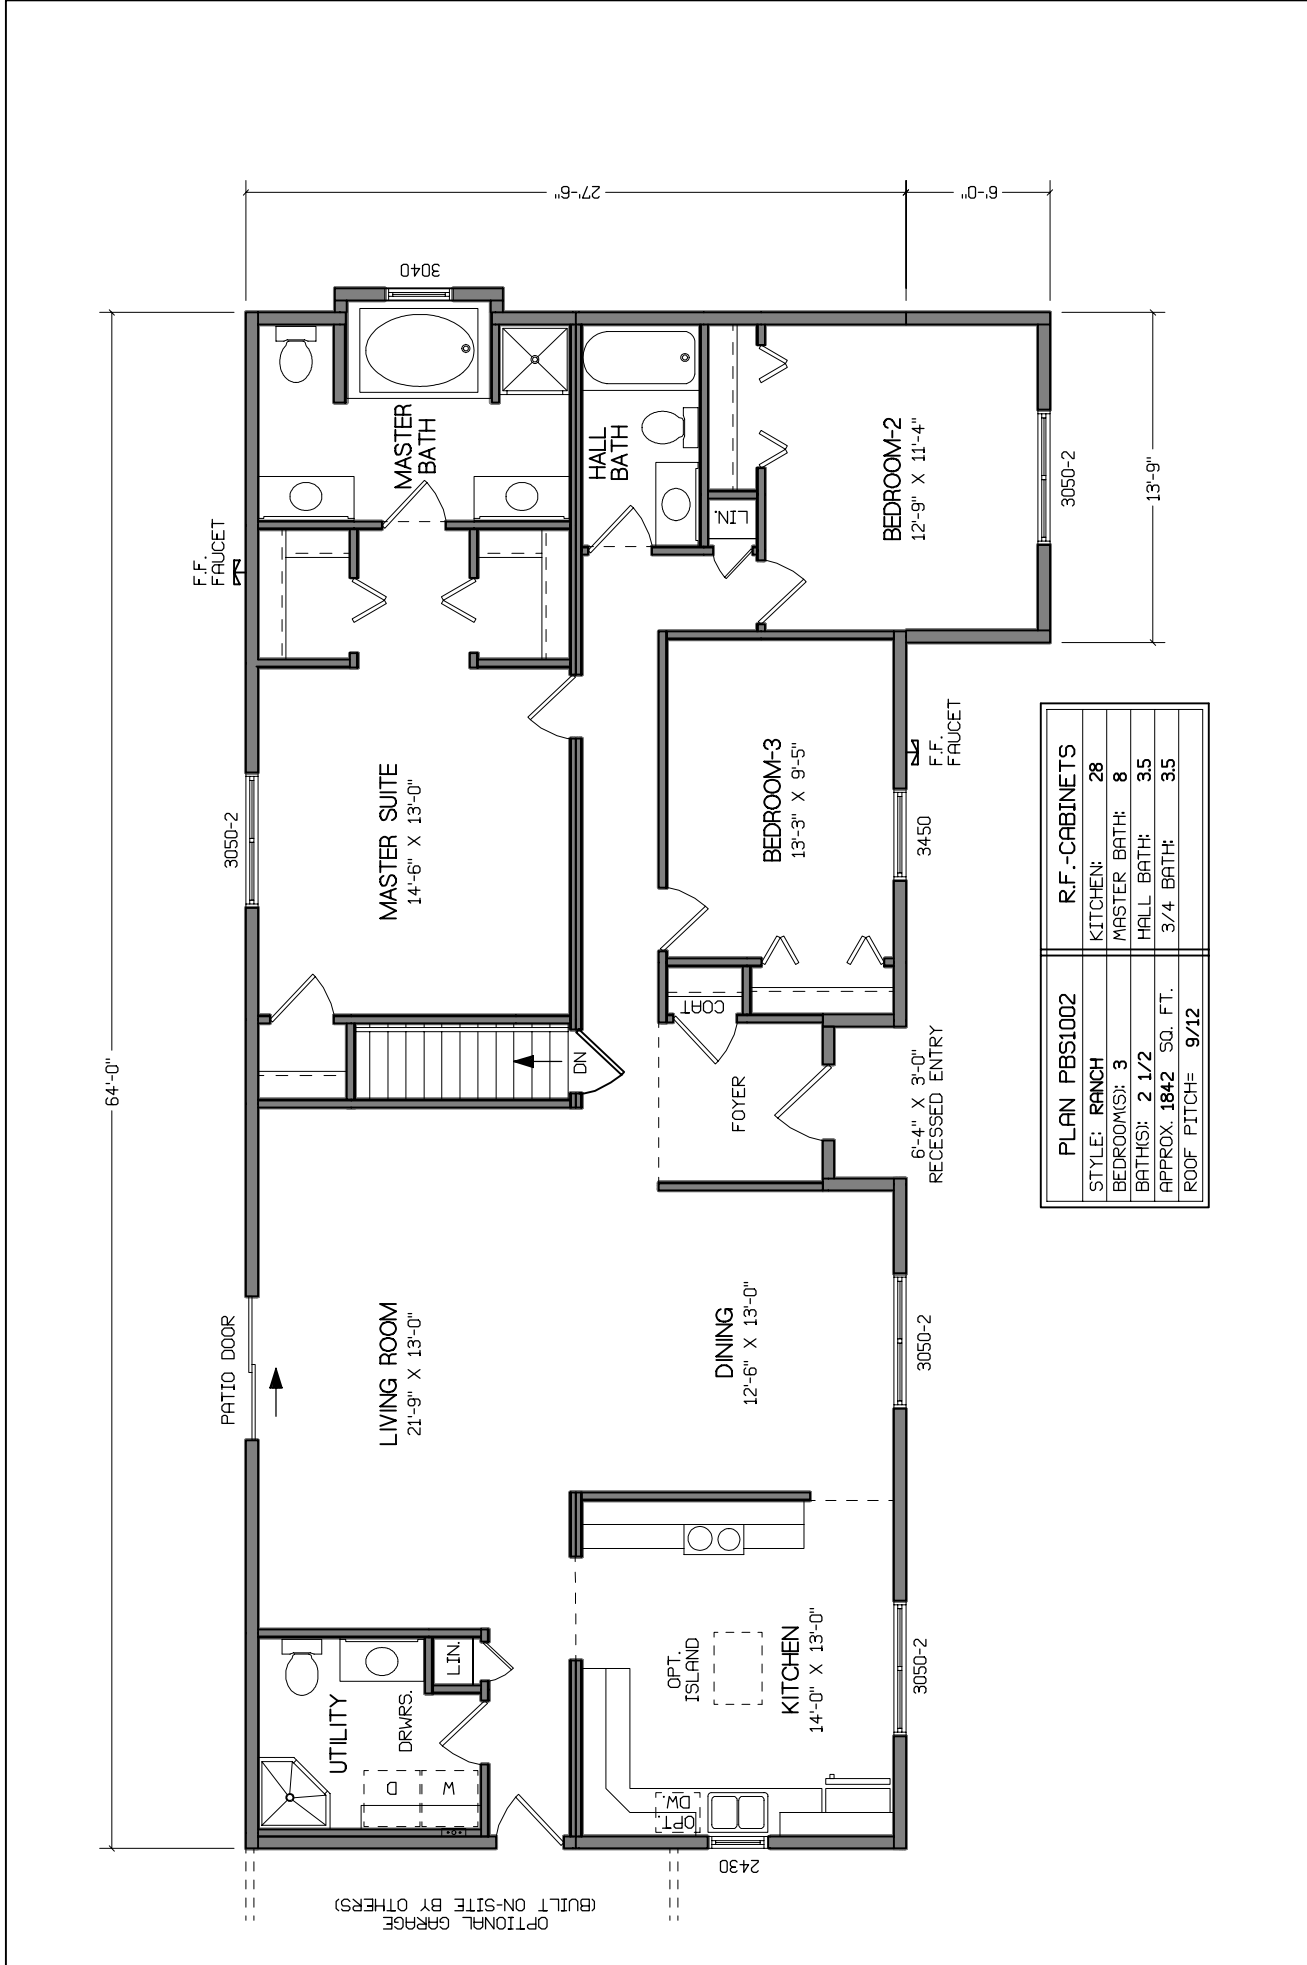 64'-0"
27'-6"
6'-0"
13'-9"
3040
F.F.
FAUCET
3050-2
PATIO DOOR
MASTER
BATH
HALL
BATH
LIN.
BEDROOM-2
12'-9" X 11'-4"
3050-2
MASTER SUITE
14'-6" X 13'-0"
BEDROOM-3
13'-3" X 9'-5"
3450
F.F.
FAUCET
COAT
DN
FOYER
6'-4" X 3'-0"
RECESSED ENTRY
LIVING ROOM
21'-9" X 13'-0"
DINING
12'-6" X 13'-0"
3050-2
UTILITY
DRWRS.
LIN.
D
W
OPT.
ISLAND
KITCHEN
14'-0" X 13'-0"
3050-2
OPT.
DW.
2430
OPTIONAL GARAGE
(BUILT ON-SITE BY OTHERS)
PLAN PBS1002
STYLE: RANCH
BEDROOM(S): 3
BATH(S): 2 1/2
APPROX. 1842 SQ. FT.
ROOF PITCH= 9/12
R.F.-CABINETS
KITCHEN: 28
MASTER BATH: 8
HALL BATH: 3.5
3/4 BATH: 3.5